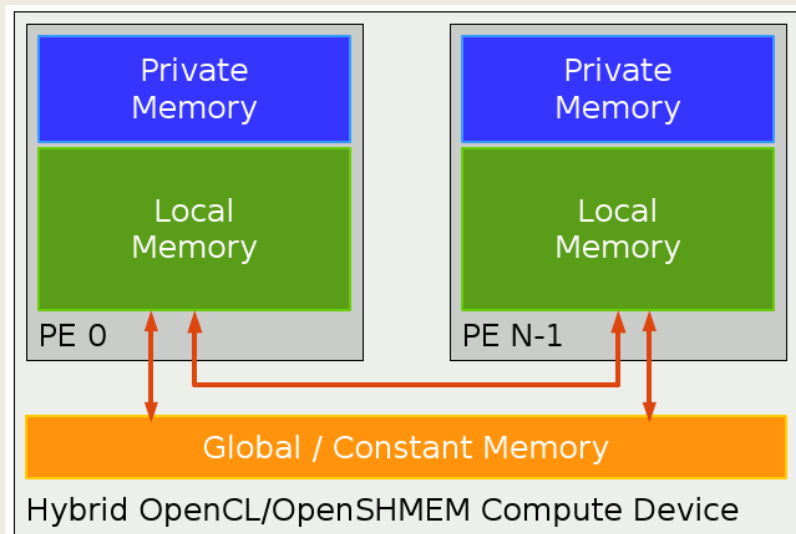 Private
Memory
Local
Memory
PE 0
Private
Memory
Local
Memory
PE N-1
Global / Constant Memory
Hybrid OpenCL/OpenSHMEM Compute Device